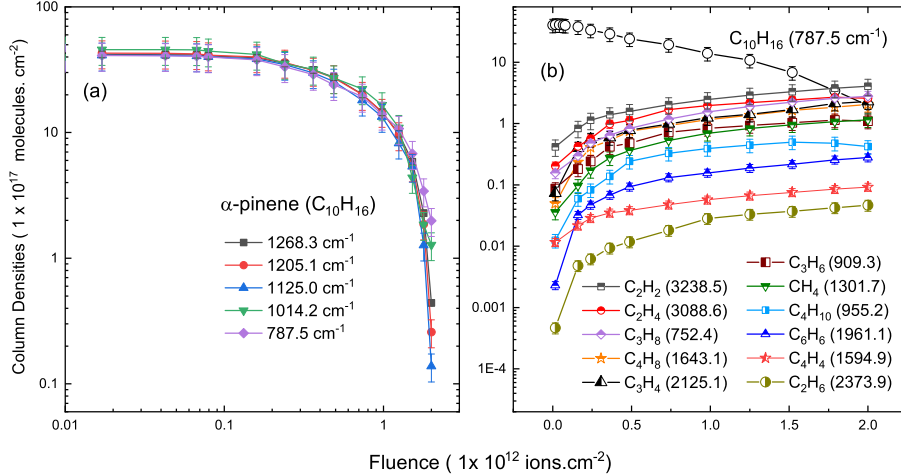 Column Densities ( 1 x 10^17 molecules. cm^-2)
100
10
1
0.1
0.01
0.1
1
(a)
α-pinene (C₁₀H₁₆)
1268.3 cm⁻¹
1205.1 cm⁻¹
1125.0 cm⁻¹
1014.2 cm⁻¹
787.5 cm⁻¹
100
10
1
0.1
0.01
0.001
1E-4
0.0
0.5
1.0
1.5
2.0
C₁₀H₁₆ (787.5 cm⁻¹)
(b)
C₂H₂ (3238.5)
C₂H₄ (3088.6)
C₃H₈ (752.4)
C₄H₈ (1643.1)
C₃H₄ (2125.1)
C₃H₆ (909.3)
CH₄ (1301.7)
C₄H₁₀ (955.2)
C₆H₆ (1961.1)
C₄H₄ (1594.9)
C₂H₆ (2373.9)
Fluence ( 1x 10¹² ions.cm⁻²)